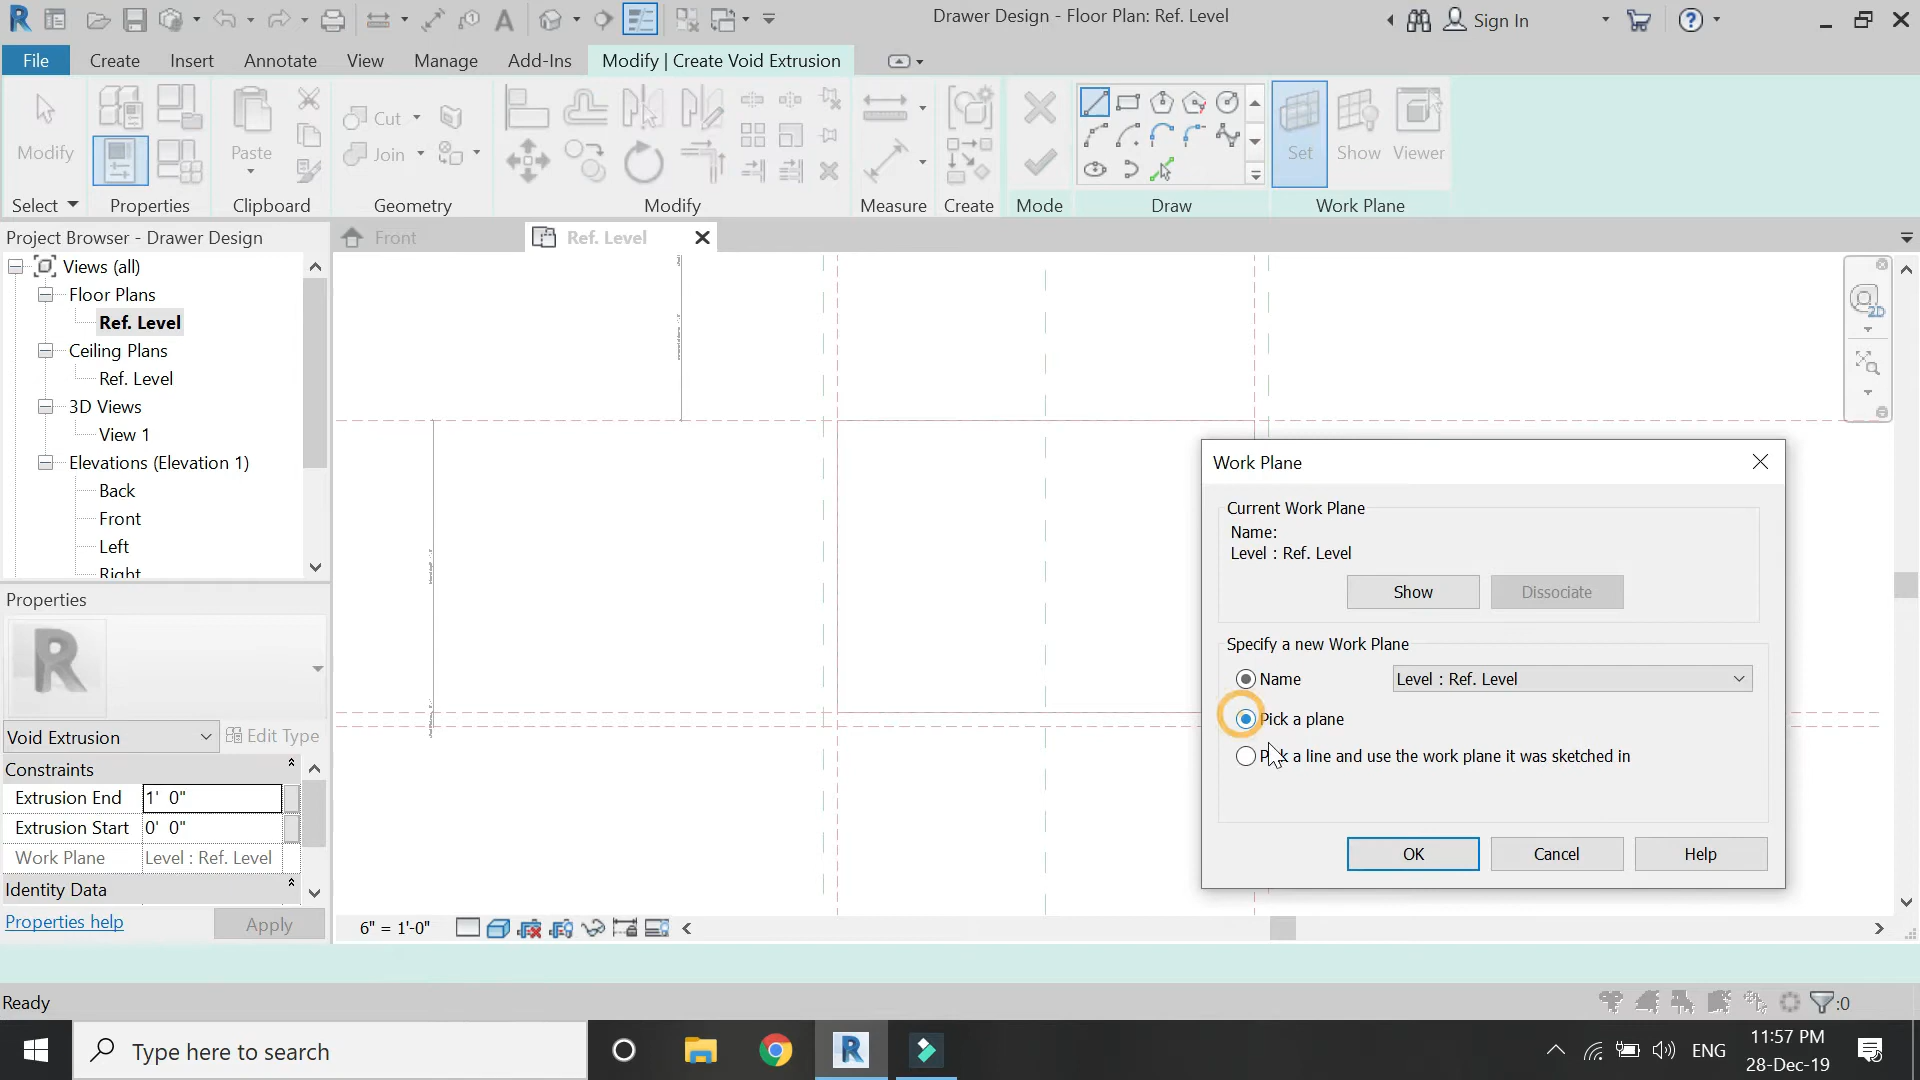 Drawer Design - Floor Plan: Ref. Level
Sign In
File
Create
Insert
Annotate
View
Manage
Add-Ins
Modify | Create Void Extrusion
Modify
Paste
Cut
Join
Set
Show
Viewer
Select
Properties
Clipboard
Geometry
Modify
Measure
Create
Mode
Draw
Work Plane
Project Browser - Drawer Design
Front
Ref. Level
Views (all)
Floor Plans
Ref. Level
Ceiling Plans
Ref. Level
3D Views
View 1
Elevations (Elevation 1)
Back
Front
Left
Right
Properties
Void Extrusion
Edit Type
Constraints
Extrusion End
1' 0"
Extrusion Start
0' 0"
Work Plane
Level : Ref. Level
Identity Data
Properties help
Apply
2D
Work Plane
Current Work Plane
Name:
Level : Ref. Level
Show
Dissociate
Specify a new Work Plane
Name
Level : Ref. Level
Pick a plane
Pick a line and use the work plane it was sketched in
OK
Cancel
Help
6" = 1'-0"
Ready
:0
Type here to search
ENG
11:57 PM
28-Dec-19